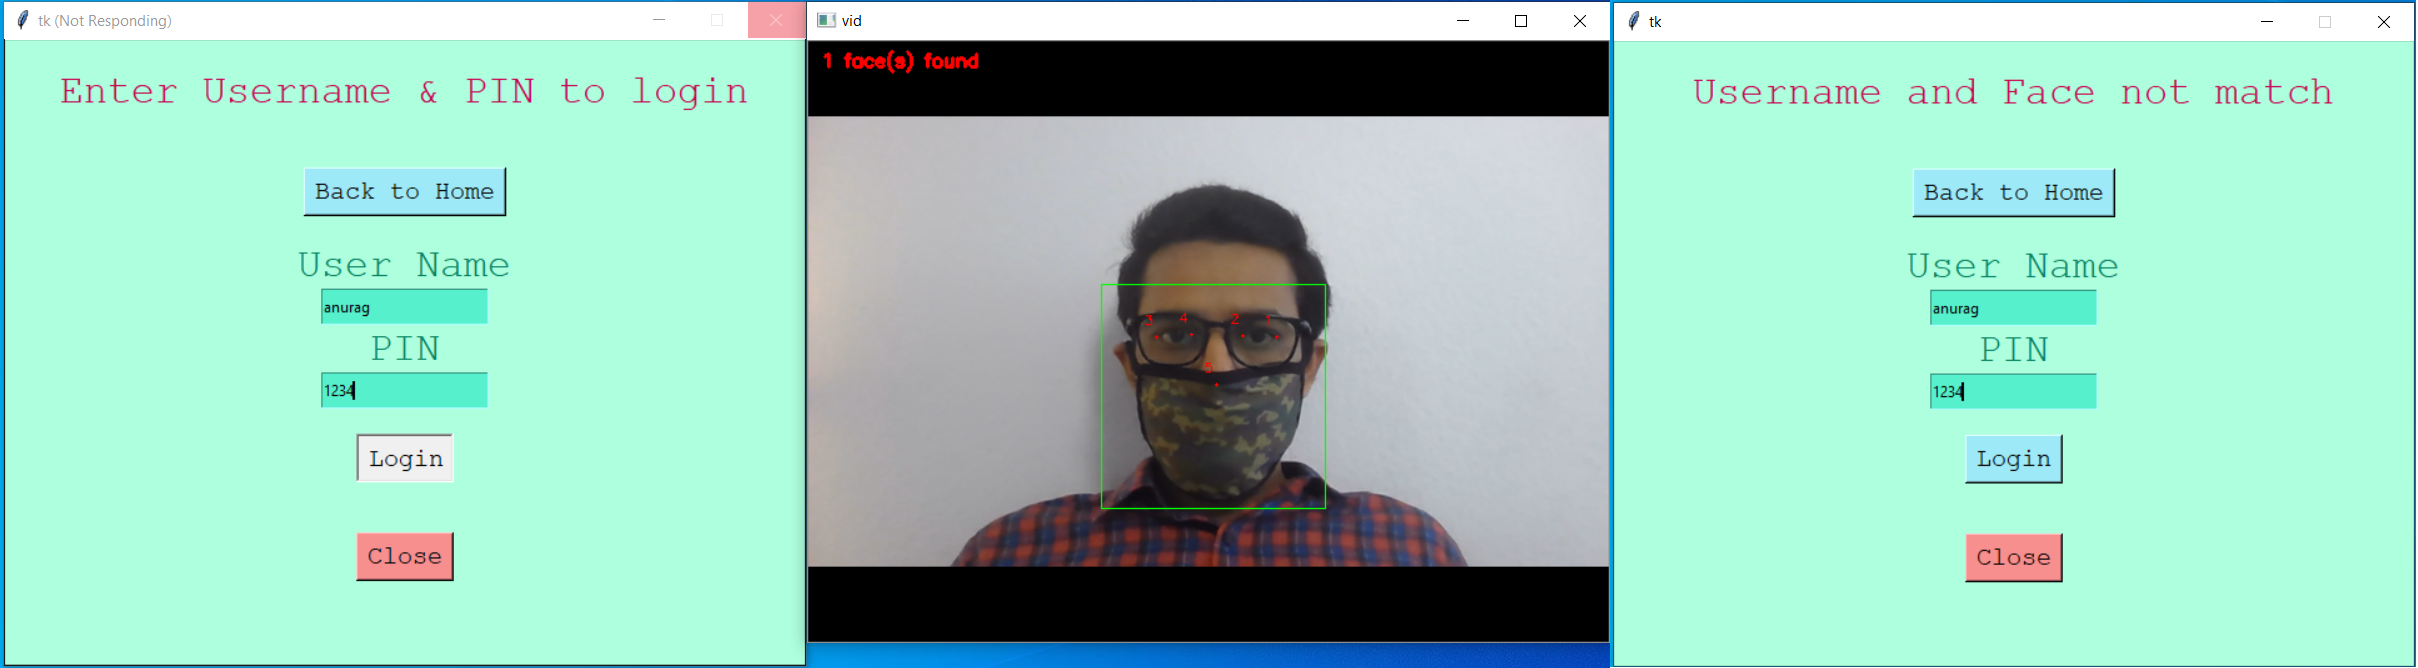 tk (Not Responding)
Enter Username & PIN to login
Back to Home
User Name
anurag
PIN
1234
Login
Close
vid
1 face(s) found
3 4 2 1
5
tk
Username and Face not match
Back to Home
User Name
anurag
PIN
1234
Login
Close